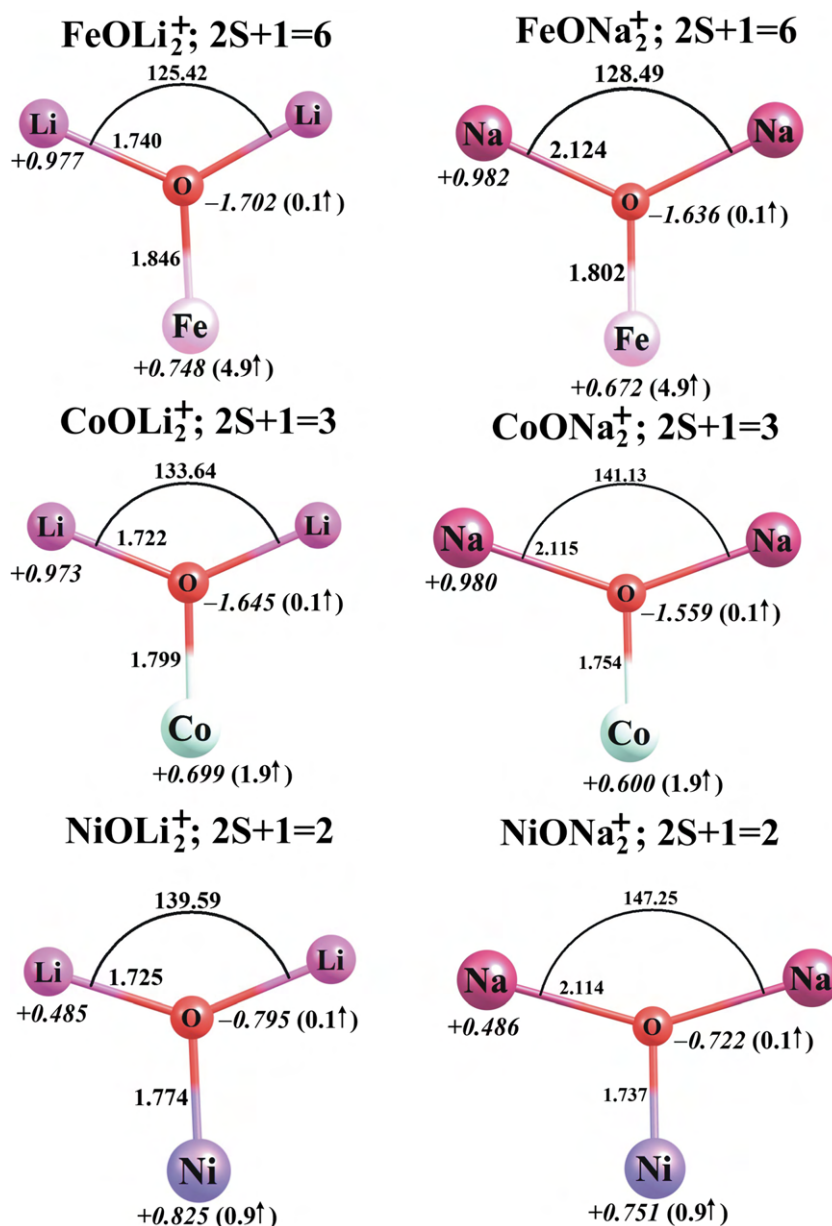 FeOLi₂⁺; 2S+1=6
125.42
Li
Li
1.740
+0.977
O
−1.702 (0.1↑)
1.846
Fe
+0.748 (4.9↑)
FeONa₂⁺; 2S+1=6
128.49
Na
Na
2.124
+0.982
O
−1.636 (0.1↑)
1.802
Fe
+0.672 (4.9↑)
CoOLi₂⁺; 2S+1=3
133.64
Li
Li
1.722
+0.973
O
−1.645 (0.1↑)
1.799
Co
+0.699 (1.9↑)
CoONa₂⁺; 2S+1=3
141.13
Na
Na
2.115
+0.980
O
−1.559 (0.1↑)
1.754
Co
+0.600 (1.9↑)
NiOLi₂⁺; 2S+1=2
139.59
Li
Li
1.725
+0.485
O
−0.795 (0.1↑)
1.774
Ni
+0.825 (0.9↑)
NiONa₂⁺; 2S+1=2
147.25
Na
Na
2.114
+0.486
O
−0.722 (0.1↑)
1.737
Ni
+0.751 (0.9↑)